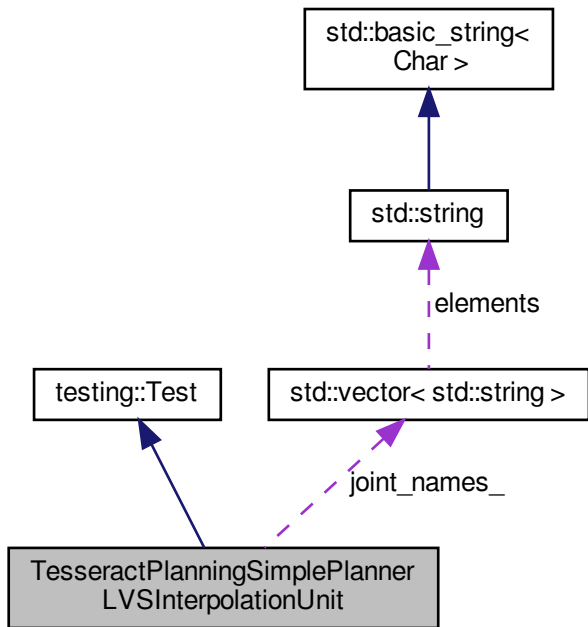 std::basic_string<
Char >
std::string
elements
testing::Test
std::vector< std::string >
joint_names_
TesseractPlanningSimplePlanner
LVSInterpolationUnit